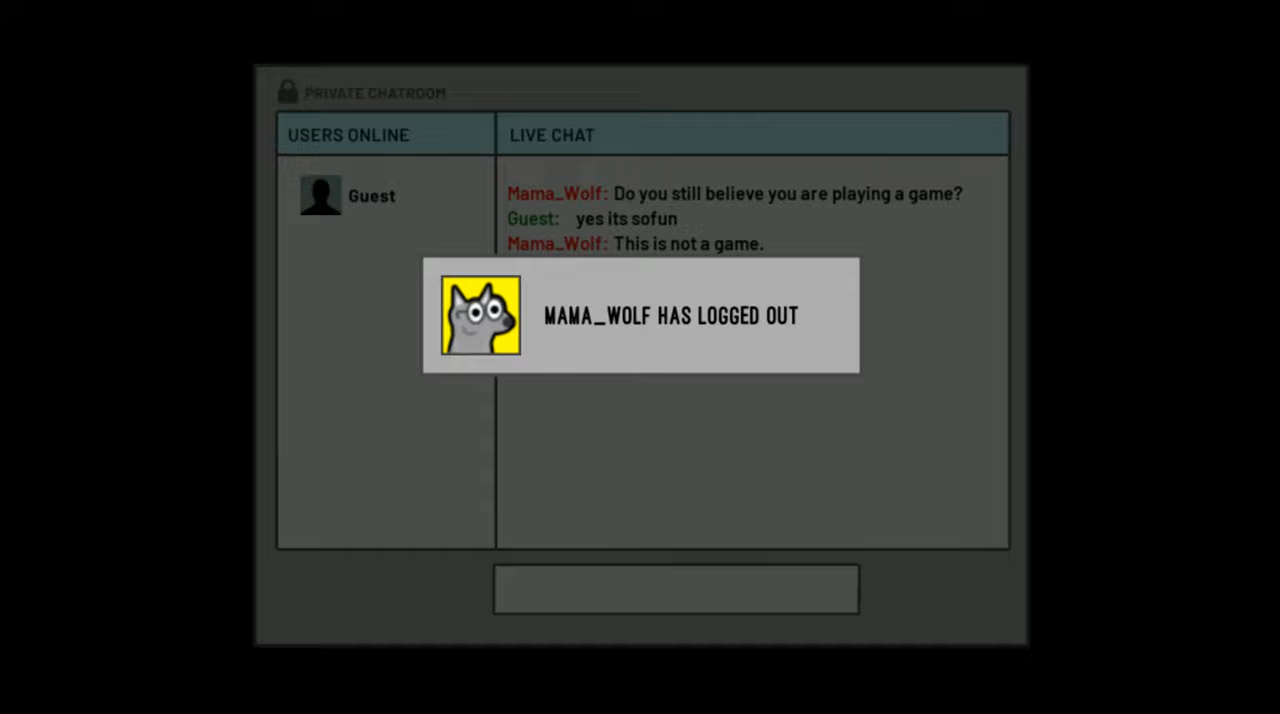 PRIVATE CHATROOM
USERS ONLINE
LIVE CHAT
Guest
Mama_Wolf: Do you still believe you are playing a game?
Guest: yes its sofun
Mama_Wolf: This is not a game.
MAMA_WOLF HAS LOGGED OUT